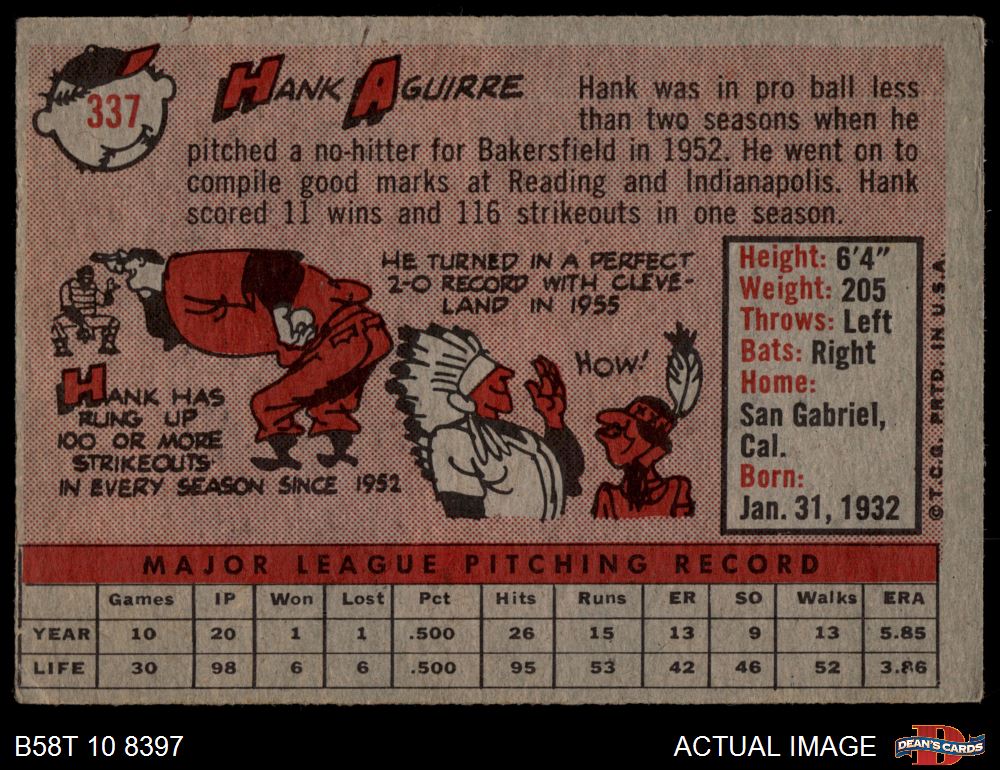 337
HANK AGUIRRE
Hank was in pro ball less
than two seasons when he
pitched a no-hitter for Bakersfield in 1952. He went on to
compile good marks at Reading and Indianapolis. Hank
scored 11 wins and 116 strikeouts in one season.
HE TURNED IN A PERFECT
2-0 RECORD WITH CLEVE-
LAND IN 1955
HOW!
HANK HAS
RUNG UP
100 OR MORE
STRIKEOUTS
IN EVERY SEASON SINCE 1952
Height: 6'4"
Weight: 205
Throws: Left
Bats: Right
Home:
San Gabriel,
Cal.
Born:
Jan. 31, 1932
© T.C.G. PRTD. IN U.S.A.
MAJOR LEAGUE PITCHING RECORD
Games IP Won Lost Pct Hits Runs ER SO Walks ERA
YEAR 10 20 1 1 .500 26 15 13 9 13 5.85
LIFE 30 98 6 6 .500 95 53 42 46 52 3.86
B58T 10 8397
ACTUAL IMAGE
D
DEAN'S CARDS